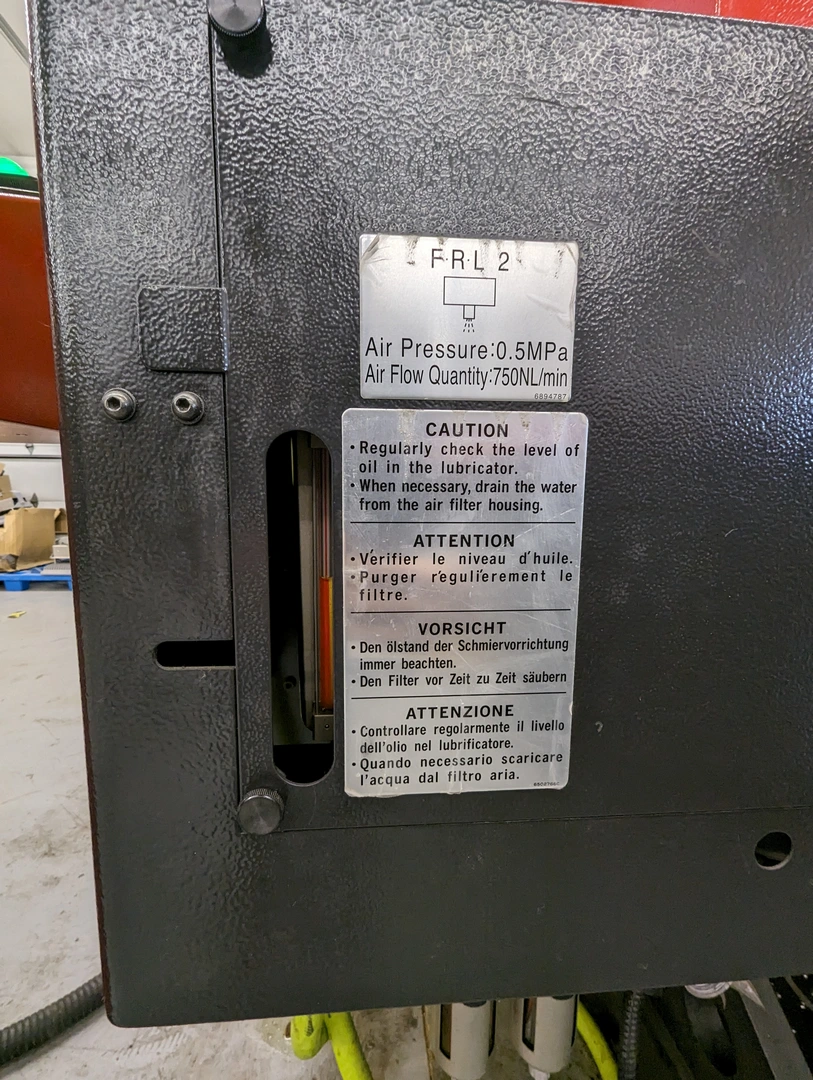 F·R·L 2
Air Pressure:0.5MPa
Air Flow Quantity:750NL/min
6894787
CAUTION
• Regularly check the level of
oil in the lubricator.
• When necessary, drain the water
from the air filter housing.
ATTENTION
• Vérifier le niveau d'huile.
• Purger réguliérement le
filtre.
VORSICHT
• Den ölstand der Schmiervorrichtung
immer beachten.
• Den Filter vor Zeit zu Zeit säubern
ATTENZIONE
• Controllare regolarmente il livello
dell'olio nel lubrificatore.
• Quando necessario scaricare
l'acqua dal filtro aria.